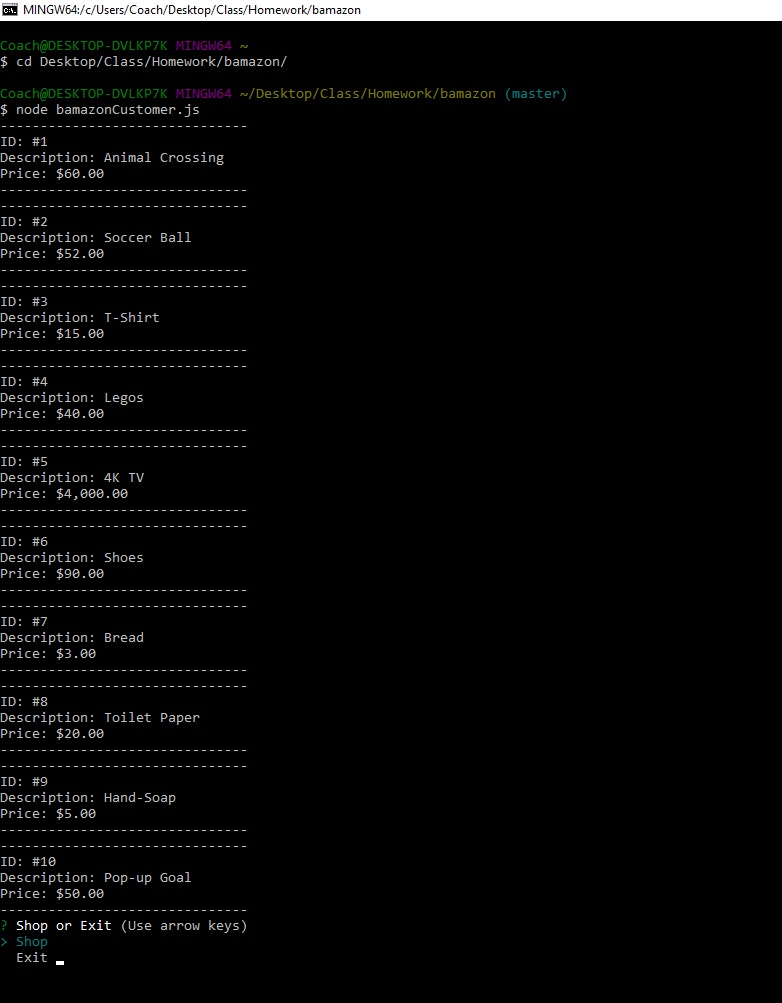 MINGW64:/c/Users/Coach/Desktop/Class/Homework/bamazon
Coach@DESKTOP-DVLKP7K MINGW64 ~
$ cd Desktop/Class/Homework/bamazon/
Coach@DESKTOP-DVLKP7K MINGW64 ~/Desktop/Class/Homework/bamazon (master)
$ node bamazonCustomer.js
-------------------------------
ID: #1
Description: Animal Crossing
Price: $60.00
-------------------------------
-------------------------------
ID: #2
Description: Soccer Ball
Price: $52.00
-------------------------------
-------------------------------
ID: #3
Description: T-Shirt
Price: $15.00
-------------------------------
-------------------------------
ID: #4
Description: Legos
Price: $40.00
-------------------------------
-------------------------------
ID: #5
Description: 4K TV
Price: $4,000.00
-------------------------------
-------------------------------
ID: #6
Description: Shoes
Price: $90.00
-------------------------------
-------------------------------
ID: #7
Description: Bread
Price: $3.00
-------------------------------
-------------------------------
ID: #8
Description: Toilet Paper
Price: $20.00
-------------------------------
-------------------------------
ID: #9
Description: Hand-Soap
Price: $5.00
-------------------------------
-------------------------------
ID: #10
Description: Pop-up Goal
Price: $50.00
-------------------------------
? Shop or Exit (Use arrow keys)
> Shop
Exit